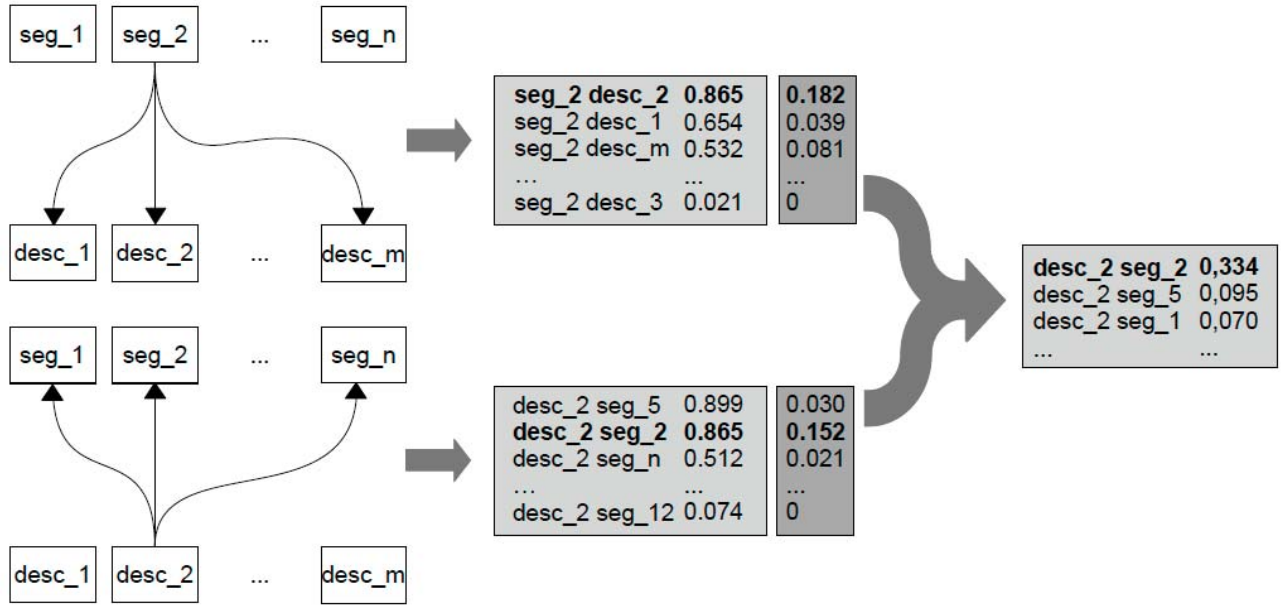 seg_1 seg_2 ... seg_n
desc_1 desc_2 ... desc_m
seg_2 desc_2 0.865 0.182
seg_2 desc_1 0.654 0.039
seg_2 desc_m 0.532 0.081
... ... ...
seg_2 desc_3 0.021 0
seg_1 seg_2 ... seg_n
desc_1 desc_2 ... desc_m
desc_2 seg_5 0.899 0.030
desc_2 seg_2 0.865 0.152
desc_2 seg_n 0.512 0.021
... ... ...
desc_2 seg_12 0.074 0
desc_2 seg_2 0,334
desc_2 seg_5 0,095
desc_2 seg_1 0,070
... ...